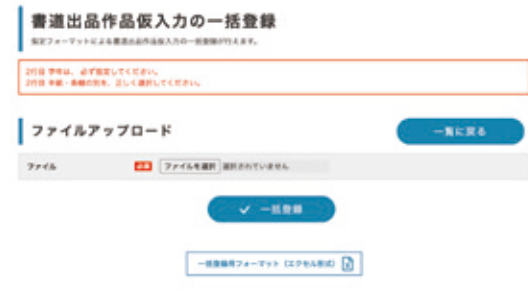 書道出品作品仮入力の一括登録
指定フォーマットによる書道出品作品仮入力の一括登録が行えます。
2行目 学年は、必ず指定してください。
2行目 半紙・条幅の別を、正しく選択してください。
ファイルアップロード
一覧に戻る
ファイル 必須 ファイルを選択 選択されていません
一括登録
一括登録用フォーマット（エクセル形式）